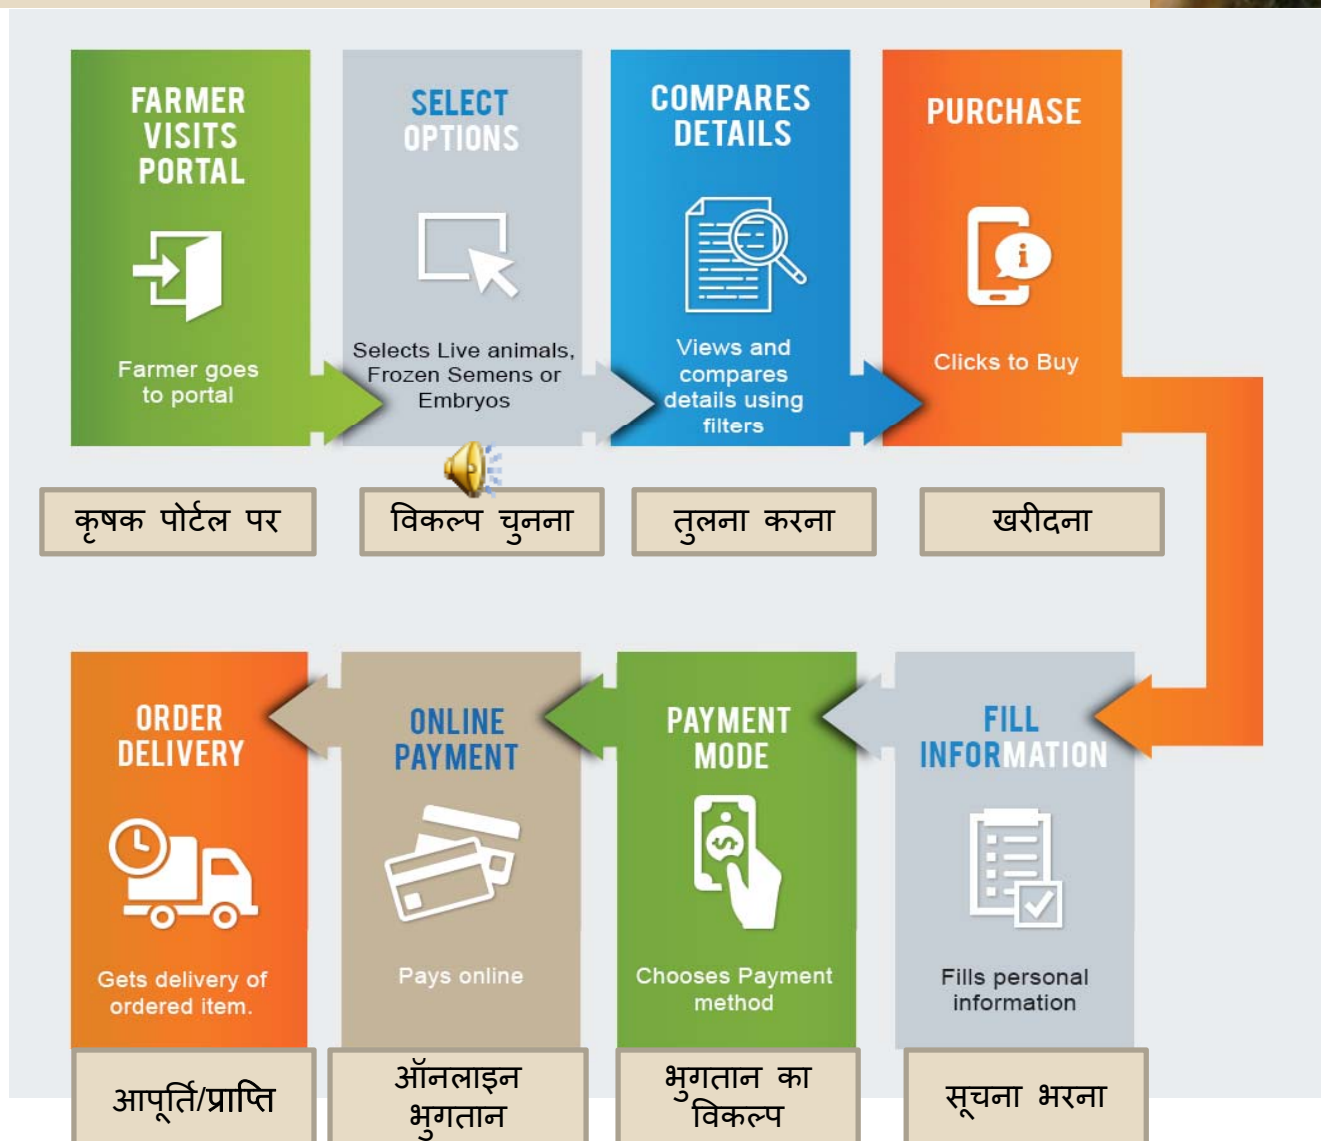 FARMER
VISITS
PORTAL
Farmer goes
to portal
SELECT
OPTIONS
Selects Live animals,
Frozen Semens or
Embryos
COMPARES
DETAILS
Views and
compares
details using
filters
PURCHASE
i
Clicks to Buy
कृषक पोर्टल पर
विकल्प चुनना
तुलना करना
खरीदना
FILL
INFORMATION
Fills personal
information
PAYMENT
MODE
$
Chooses Payment
method
ONLINE
PAYMENT
Pays online
ORDER
DELIVERY
Gets delivery of
ordered item.
सूचना भरना
भुगतान का
विकल्प
ऑनलाइन
भुगतान
आपूर्ति/प्राप्ति